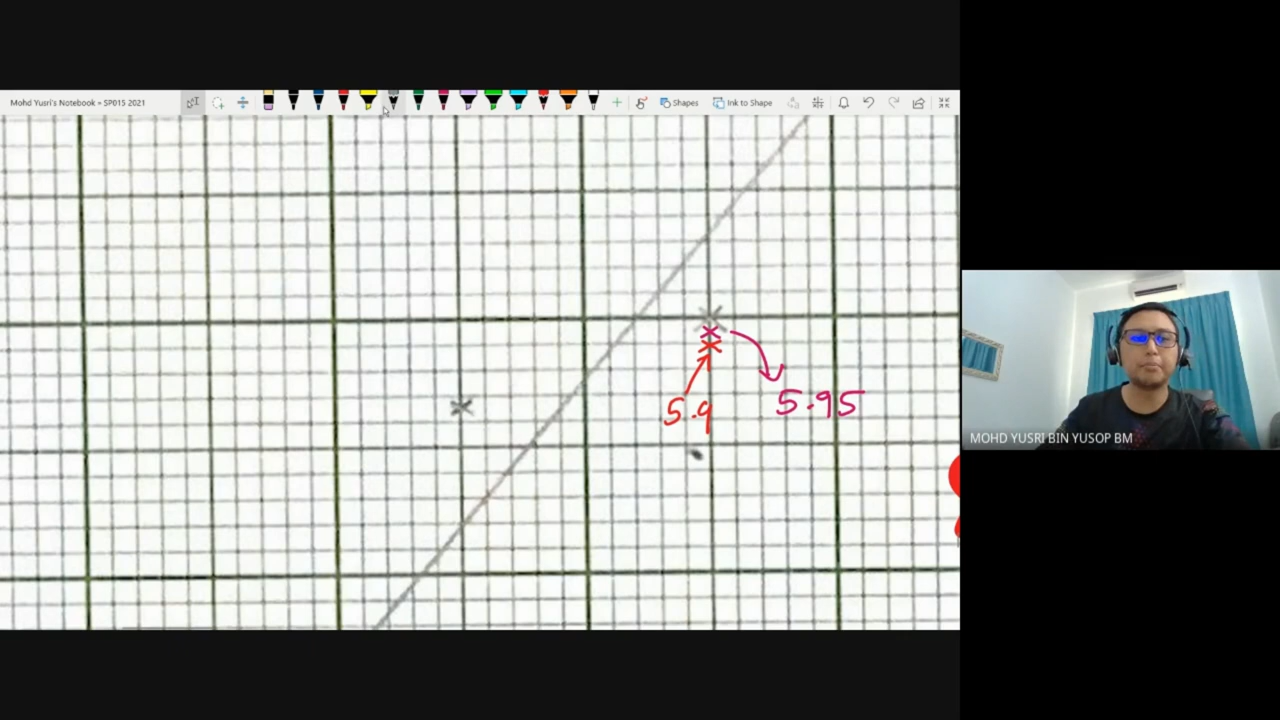 Mohd Yusri's Notebook » SP015 2021
Shapes
Ink to Shape
5.9
5.95
MOHD YUSRI BIN YUSOP BM